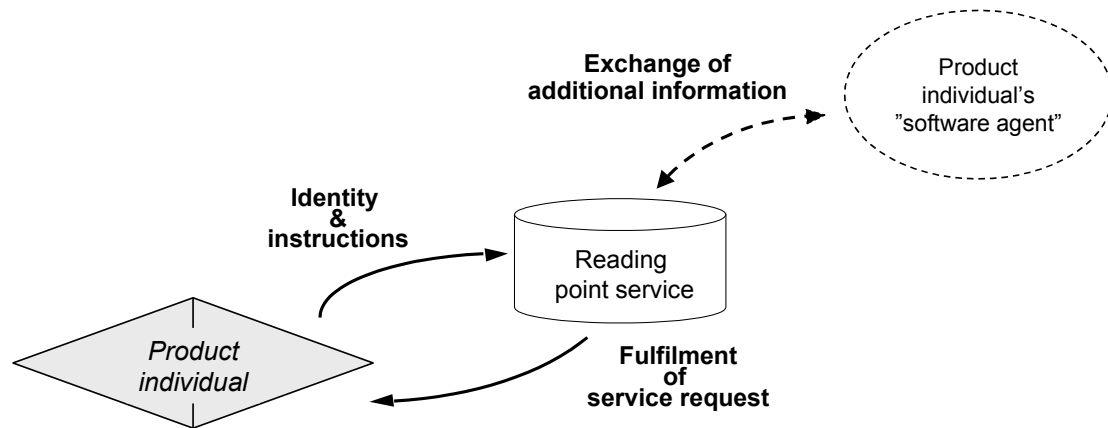 Exchange of
additional information
Product
individual’s
”software agent”
Identity
&
instructions
Reading
point service
Product
individual
Fulfilment
of
service request